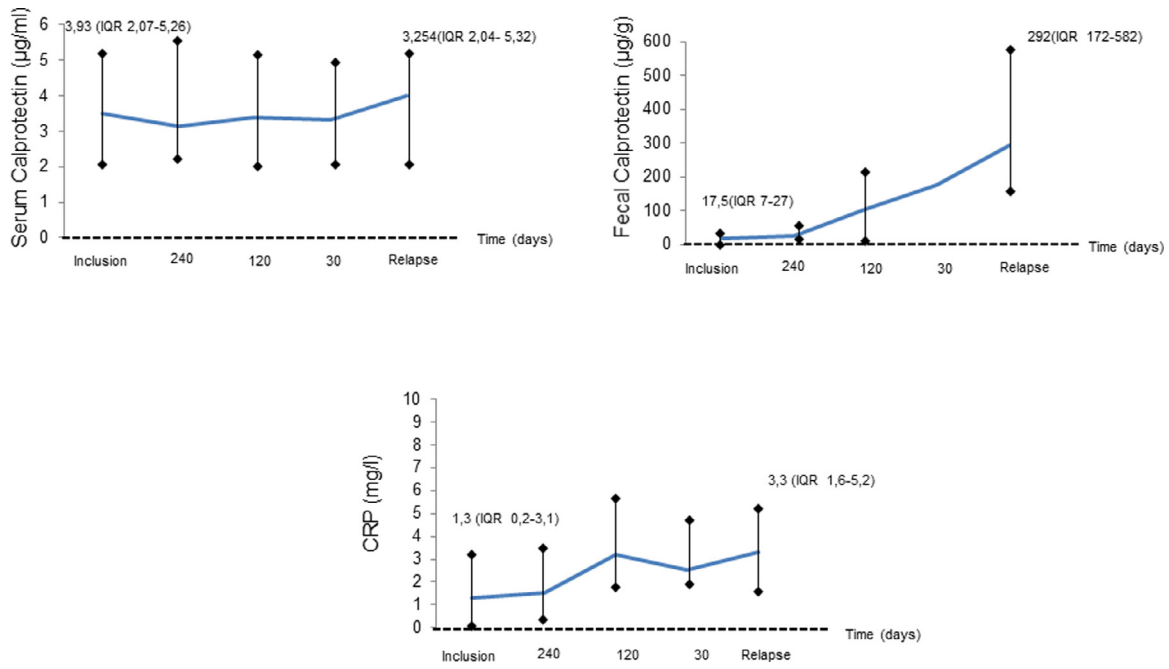 Serum Calprotectin (µg/ml)
6
5
4
3
2
1
0
3,93 (IQR 2,07-5,26)
3,254(IQR 2,04- 5,32)
Time (days)
Inclusion 240 120 30 Relapse
Fecal Calprotectin (µg/g)
600
500
400
300
200
100
0
292(IQR 172-582)
17,5(IQR 7-27)
Time (days)
Inclusion 240 120 30 Relapse
CRP (mg/l)
10
9
8
7
6
5
4
3
2
1
0
1,3 (IQR 0,2-3,1)
3,3 (IQR 1,6-5,2)
Time (days)
Inclusion 240 120 30 Relapse